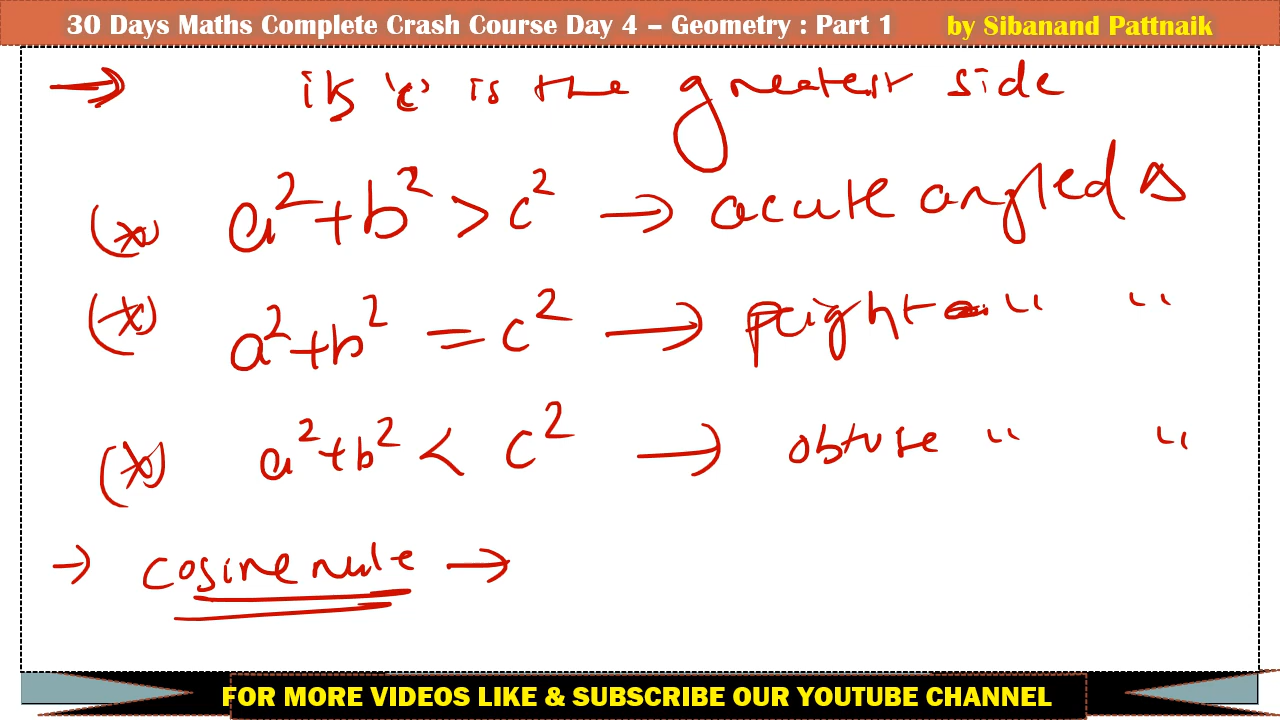 30 Days Maths Complete Crash Course Day 4 – Geometry : Part 1 by Sibanand Pattnaik
→ if 'c' is the greatest side
(*) a² + b² > c² → acute angled Δ
(*) a² + b² = c² → right “ “
(*) a² + b² < c² → obtuse “ “
→ cosine rule →
FOR MORE VIDEOS LIKE & SUBSCRIBE OUR YOUTUBE CHANNEL